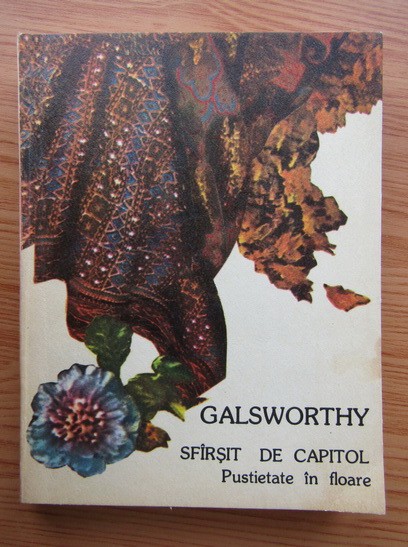 GALSWORTHY
SFÎRȘIT DE CAPITOL
Pustietate în floare